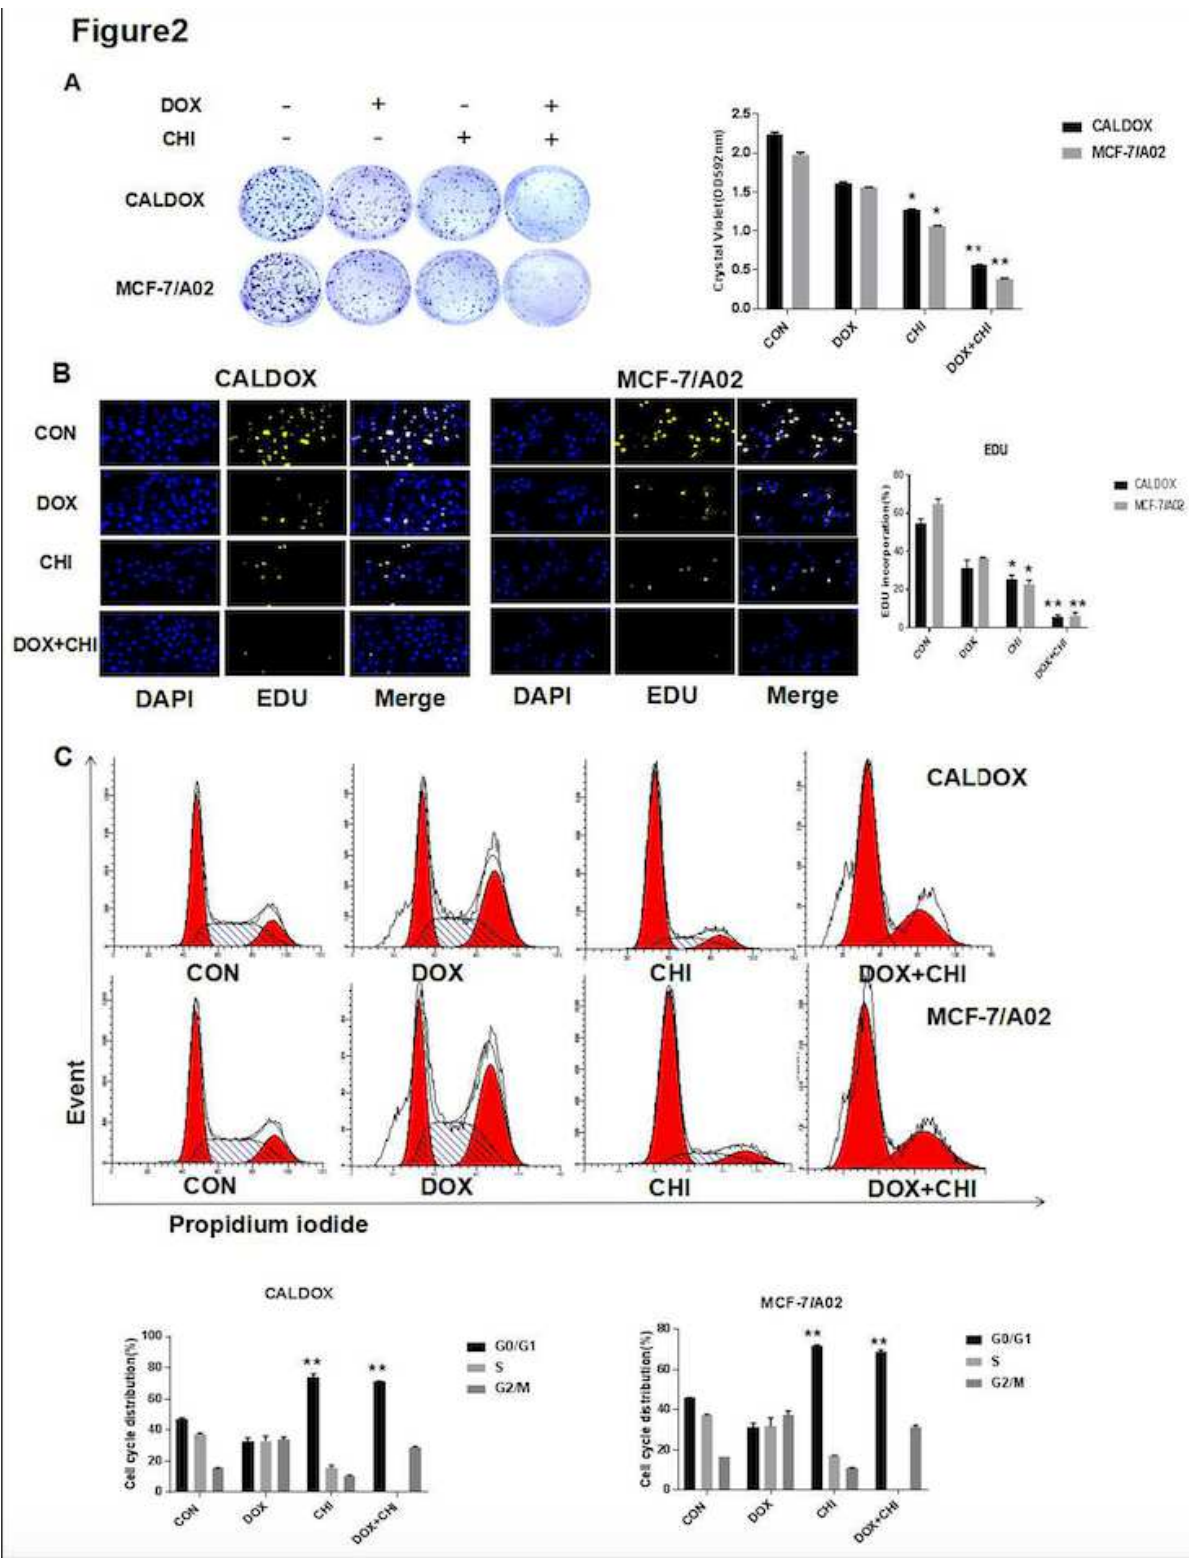 Figure2
A
DOX - + - +
CHI - - + +
CALDOX
MCF-7/A02
2.5
2.0
1.5
1.0
0.5
0.0
Crystal Violet(OD592nm)
* * ** **
CON DOX CHI DOX+CHI
CALDOX
MCF-7/A02
B
CALDOX MCF-7/A02
CON
DOX
CHI
DOX+CHI
DAPI EDU Merge DAPI EDU Merge
EDU
80
60
40
20
0
EDU incorporation(%)
* * ** **
CON DOX CHI DOX+CHI
CALDOX
MCF-7/A02
C
CALDOX
CON DOX CHI DOX+CHI
MCF-7/A02
Event
CON DOX CHI DOX+CHI
Propidium iodide
CALDOX
100
80
60
40
20
0
Cell cycle distribution(%)
** **
CON DOX CHI DOX+CHI
G0/G1
S
G2/M
MCF-7/A02
80
60
40
20
0
Cell cycle distribution(%)
** **
CON DOX CHI DOX+CHI
G0/G1
S
G2/M